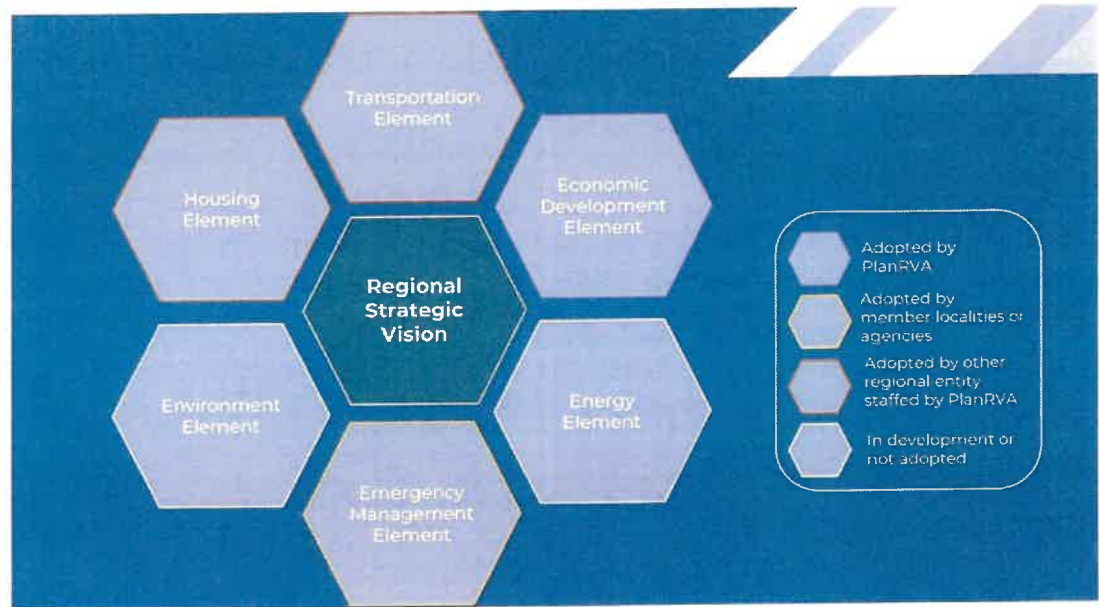 Transportation
Element
Housing
Element
Economic
Development
Element
Regional
Strategic
Vision
Environment
Element
Energy
Element
Emergency
Management
Element
Adopted by
PlanRVA
Adopted by
member localities or
agencies
Adopted by other
regional entity
staffed by PlanRVA
In development or
not adopted